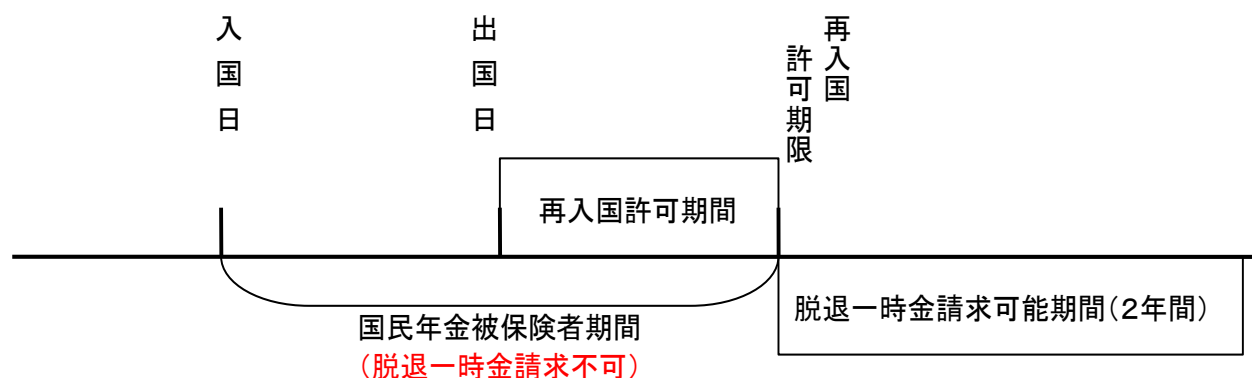 入国日
出国日
再入国
許可期限
再入国許可期間
脱退一時金請求可能期間(2年間)
国民年金被保険者期間
(脱退一時金請求不可)